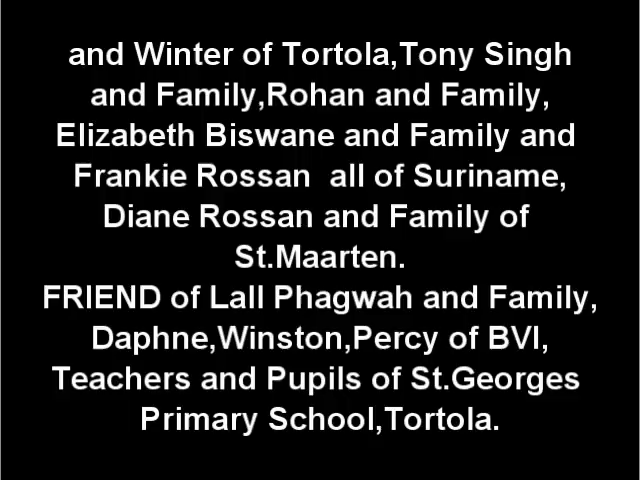 and Winter of Tortola,Tony Singh
and Family,Rohan and Family,
Elizabeth Biswane and Family and
Frankie Rossan  all of Suriname,
Diane Rossan and Family of
St.Maarten.
FRIEND of Lall Phagwah and Family,
Daphne,Winston,Percy of BVI,
Teachers and Pupils of St.Georges
Primary School,Tortola.